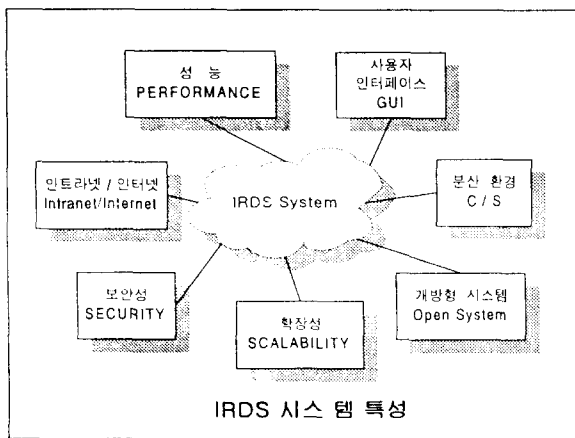 성 능
PERFORMANCE
사용자
인터페이스
GUI
인트라넷 / 인터넷
Intranet/Internet
IRDS System
분산 환경
C / S
보안성
SECURITY
확장성
SCALABILITY
개방형 시스템
Open System
IRDS 시스템 특성